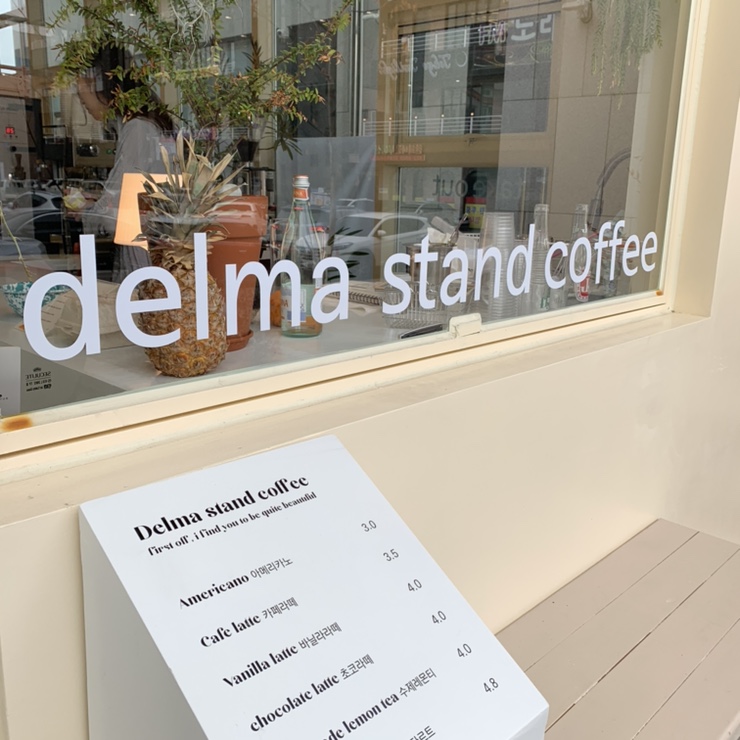 delma stand coffee
Delma stand coffee
first off, i find you to be quite beautiful
Americano 아메리카노 3.0
Cafe latte 카페라떼 3.5
Vanilla latte 바닐라라떼 4.0
chocolate latte 초코라떼 4.0
de lemon tea 수제레몬티 4.0
4.8